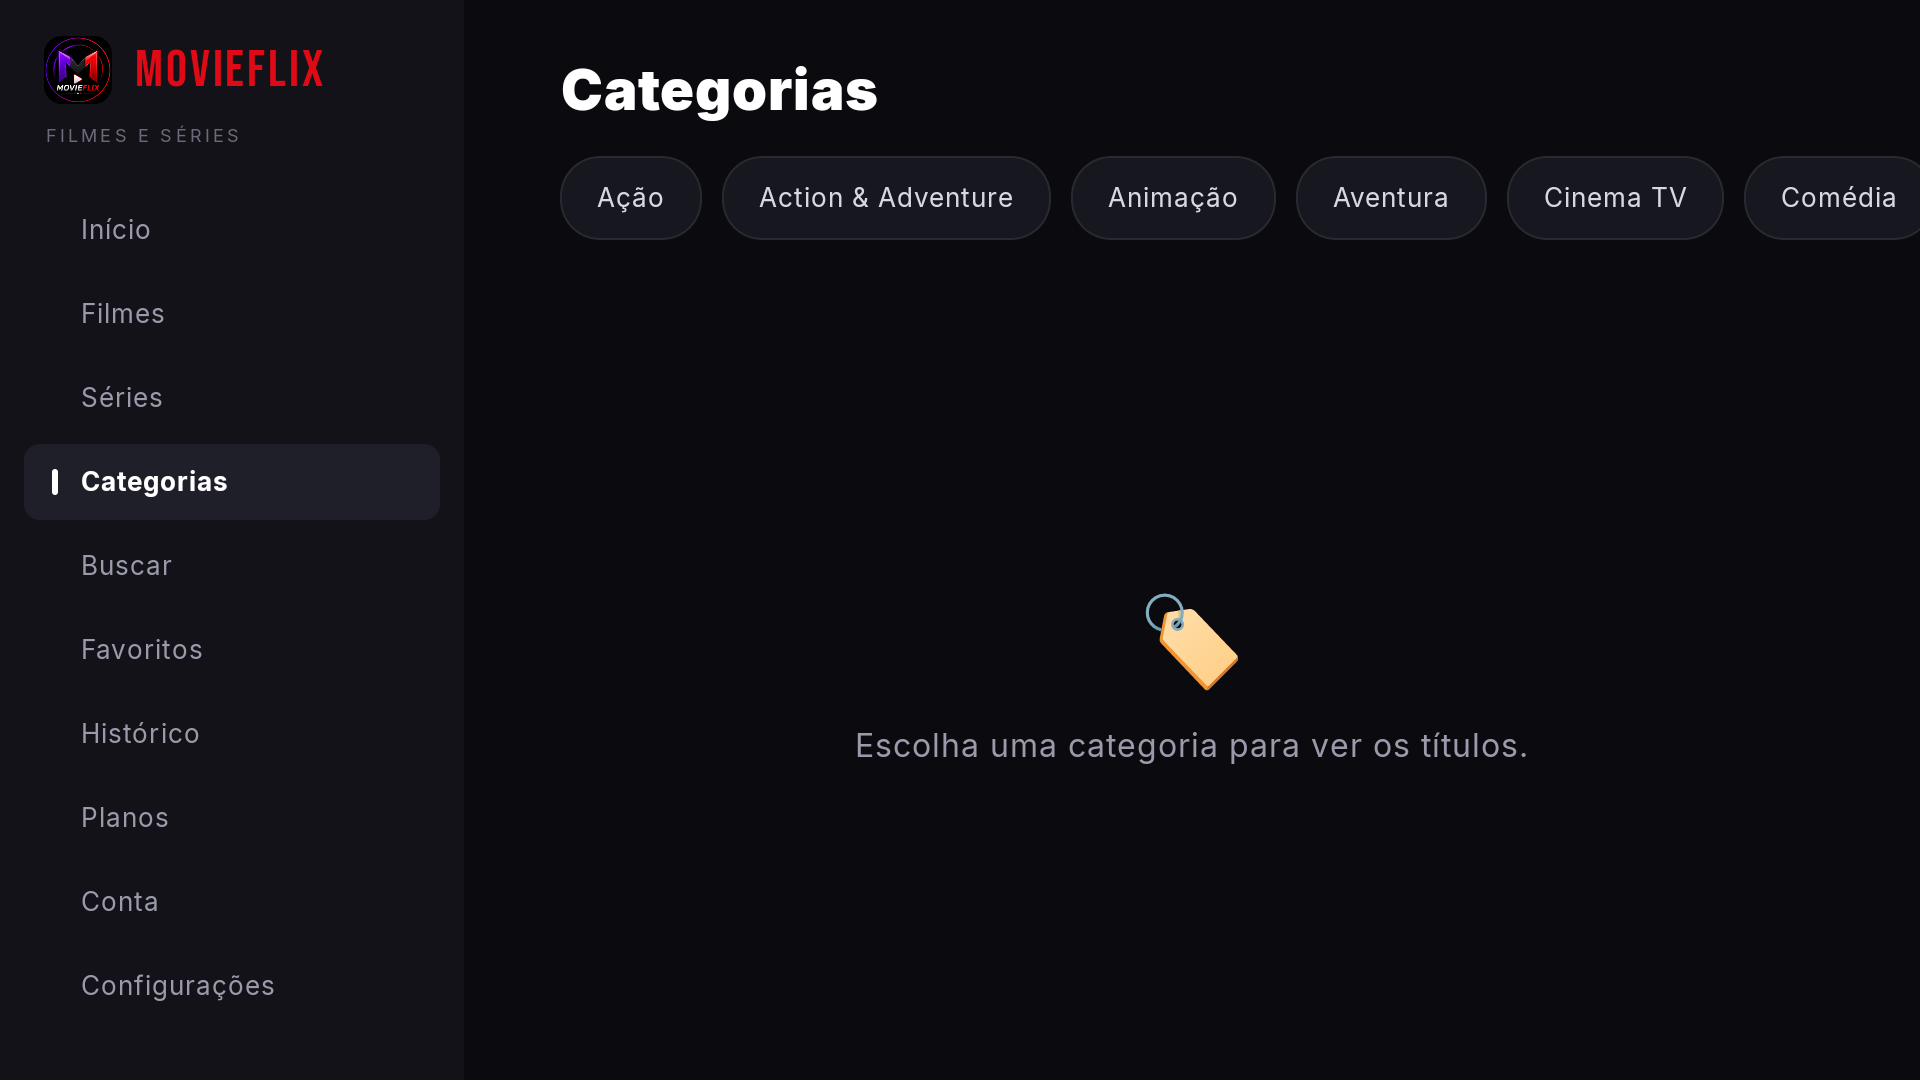 MOVIEFLIX
MOVIEFLIX
FILMES E SÉRIES
Início
Filmes
Séries
Categorias
Buscar
Favoritos
Histórico
Planos
Conta
Configurações
Categorias
Ação
Action & Adventure
Animação
Aventura
Cinema TV
Comédia
Escolha uma categoria para ver os títulos.